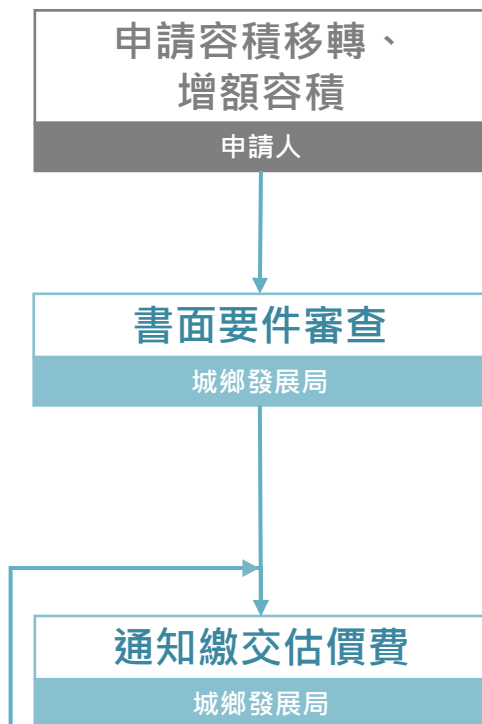 申請容積移轉、
增額容積
申請人
書面要件審查
城鄉發展局
通知繳交估價費
城鄉發展局